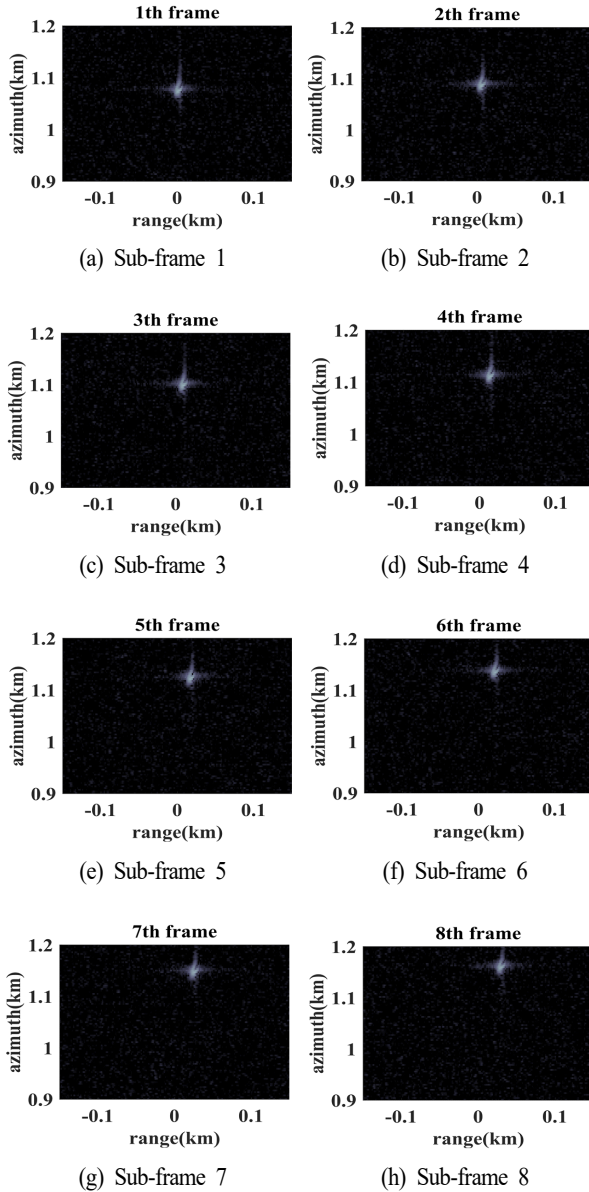 1th frame
azimuth(km)
1.2
1.1
1
0.9
-0.1
0
0.1
range(km)
(a) Sub-frame 1
2th frame
azimuth(km)
1.2
1.1
1
0.9
-0.1
0
0.1
range(km)
(b) Sub-frame 2
3th frame
azimuth(km)
1.2
1.1
1
0.9
-0.1
0
0.1
range(km)
(c) Sub-frame 3
4th frame
azimuth(km)
1.2
1.1
1
0.9
-0.1
0
0.1
range(km)
(d) Sub-frame 4
5th frame
azimuth(km)
1.2
1.1
1
0.9
-0.1
0
0.1
range(km)
(e) Sub-frame 5
6th frame
azimuth(km)
1.2
1.1
1
0.9
-0.1
0
0.1
range(km)
(f) Sub-frame 6
7th frame
azimuth(km)
1.2
1.1
1
0.9
-0.1
0
0.1
range(km)
(g) Sub-frame 7
8th frame
azimuth(km)
1.2
1.1
1
0.9
-0.1
0
0.1
range(km)
(h) Sub-frame 8